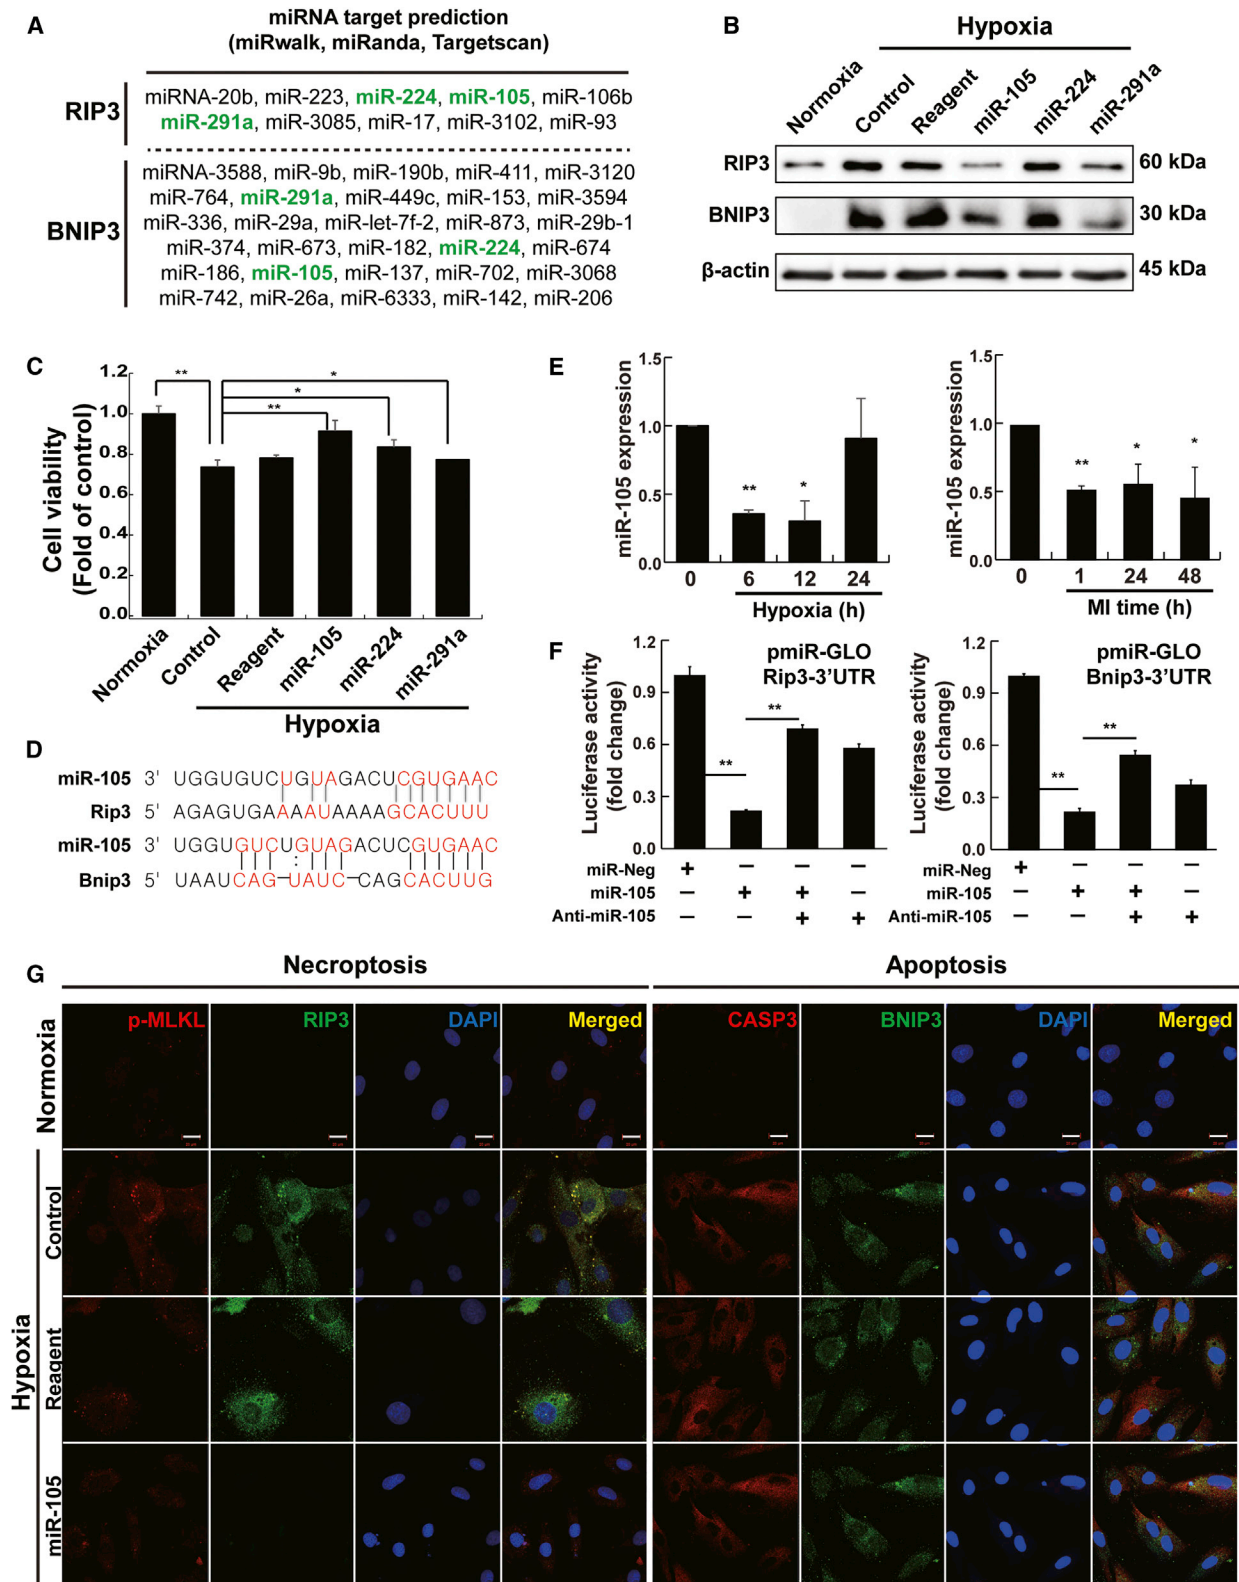 A
miRNA target prediction
(miRwalk, miRanda, Targetscan)
RIP3
miRNA-20b, miR-223, miR-224, miR-105, miR-106b
miR-291a, miR-3085, miR-17, miR-3102, miR-93
BNIP3
miRNA-3588, miR-9b, miR-190b, miR-411, miR-3120
miR-764, miR-291a, miR-449c, miR-153, miR-3594
miR-336, miR-29a, miR-let-7f-2, miR-873, miR-29b-1
miR-374, miR-673, miR-182, miR-224, miR-674
miR-186, miR-105, miR-137, miR-702, miR-3068
miR-742, miR-26a, miR-6333, miR-142, miR-206
B
Hypoxia
Normoxia
Control
Reagent
miR-105
miR-224
miR-291a
RIP3
60 kDa
BNIP3
30 kDa
β-actin
45 kDa
C
Cell viability
(Fold of control)
1.2
1.0
0.8
0.6
0.4
0.2
0.0
**
**
*
*
Normoxia
Control
Reagent
miR-105
miR-224
miR-291a
Hypoxia
D
miR-105 3' UGGUGUCUGUAGACUCGUGAAC
Rip3 5' AGAGUGAAAAUAAAAGCACUUU
miR-105 3' UGGUGUCUGUAGACUCGUGAAC
Bnip3 5' UAAUCAG–UAUC–CAGCACUUG
E
miR-105 expression
1.5
1.0
0.5
0.0
**
*
0 6 12 24
Hypoxia (h)
miR-105 expression
1.5
1.0
0.5
0.0
**
*
*
0 1 24 48
MI time (h)
F
pmiR-GLO
Rip3-3'UTR
Luciferase activity
(fold change)
1.2
0.9
0.6
0.3
0.0
**
**
miR-Neg + – – –
miR-105 – + + –
Anti-miR-105 – – + +
pmiR-GLO
Bnip3-3'UTR
Luciferase activity
(fold change)
1.2
0.9
0.6
0.3
0.0
**
**
miR-Neg + – – –
miR-105 – + + –
Anti-miR-105 – – + +
G
Necroptosis
Apoptosis
p-MLKL
RIP3
DAPI
Merged
CASP3
BNIP3
DAPI
Merged
Normoxia
Hypoxia
Control
Reagent
miR-105